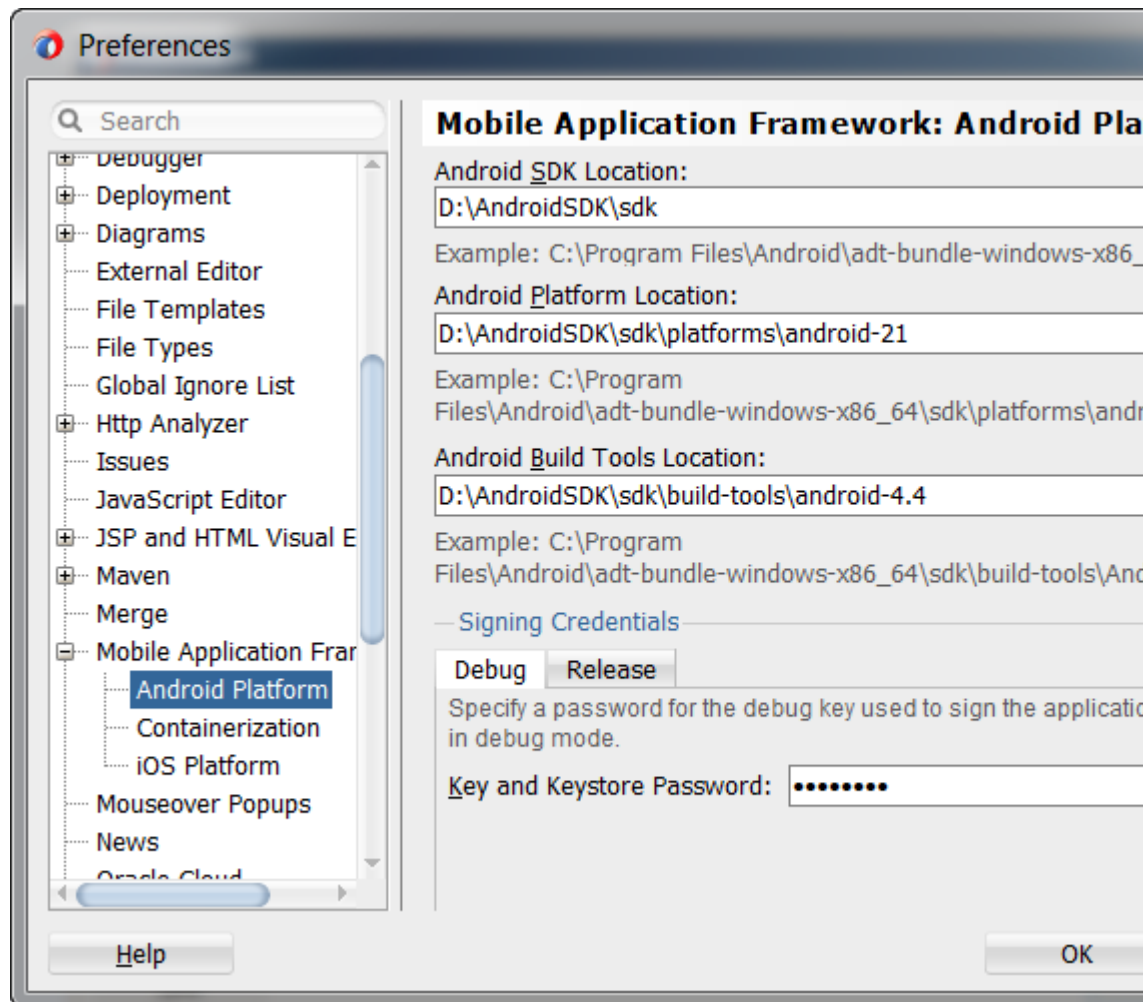 Preferences
Search
Debugger
Deployment
Diagrams
External Editor
File Templates
File Types
Global Ignore List
Http Analyzer
Issues
JavaScript Editor
JSP and HTML Visual E
Maven
Merge
Mobile Application Fran
Android Platform
Containerization
iOS Platform
Mouseover Popups
News
Oracle Cloud
Mobile Application Framework: Android Pla
Android SDK Location:
D:\AndroidSDK\sdk
Example: C:\Program Files\Android\adt-bundle-windows-x86_
Android Platform Location:
D:\AndroidSDK\sdk\platforms\android-21
Example: C:\Program
Files\Android\adt-bundle-windows-x86_64\sdk\platforms\andr
Android Build Tools Location:
D:\AndroidSDK\sdk\build-tools\android-4.4
Example: C:\Program
Files\Android\adt-bundle-windows-x86_64\sdk\build-tools\And
Signing Credentials
Debug Release
Specify a password for the debug key used to sign the applicatio
in debug mode.
Key and Keystore Password: ••••••••
Help OK